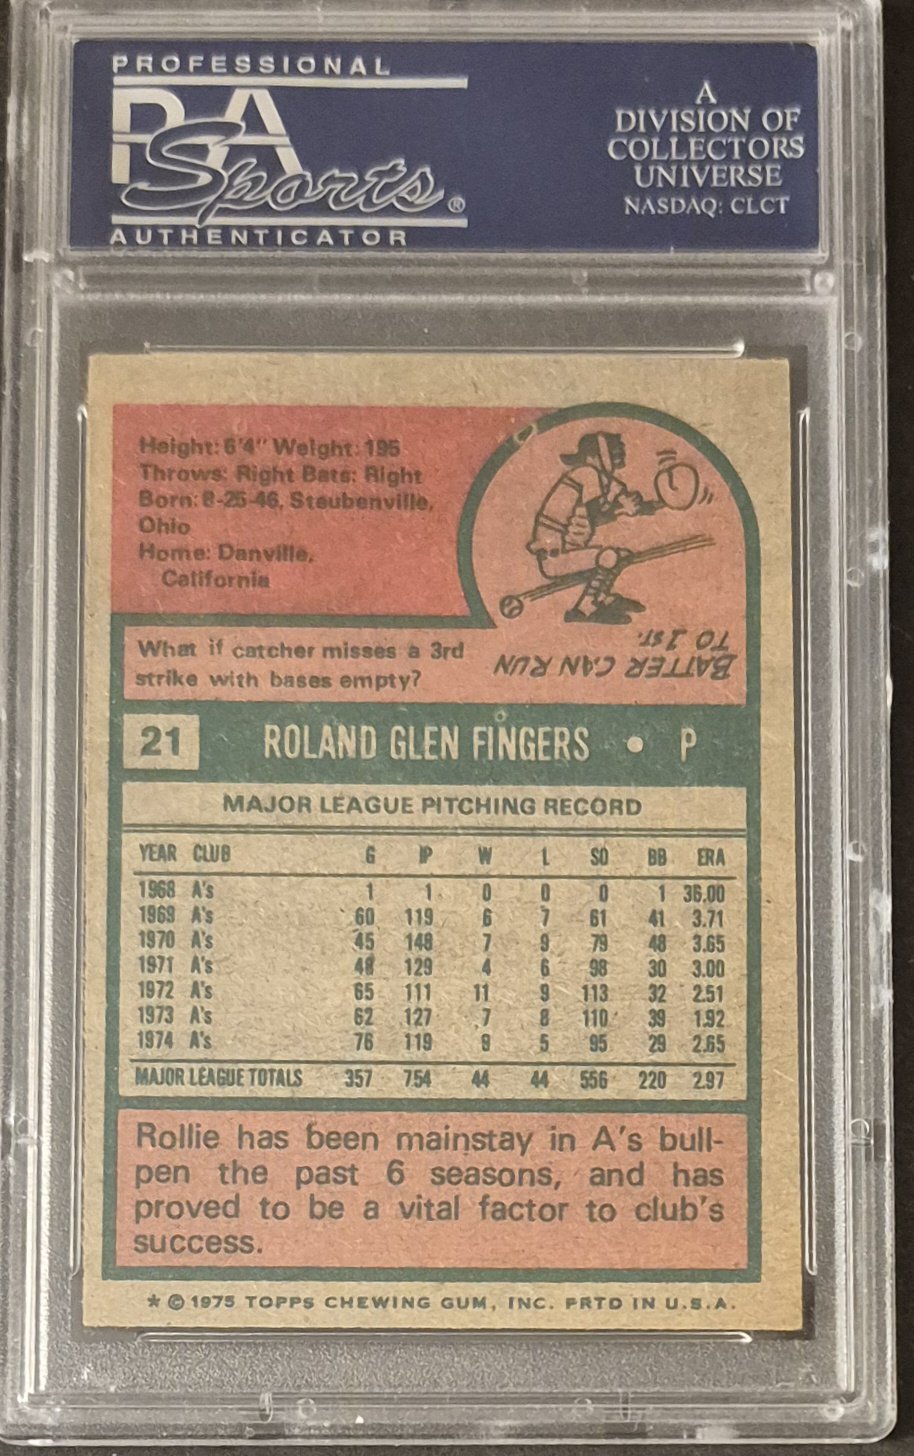 PROFESSIONAL
PSA
Sports®
AUTHENTICATOR
A
DIVISION OF
COLLECTORS
UNIVERSE
NASDAQ: CLCT
Height: 6'4" Weight: 195
Throws: Right Bats: Right
Born: 8-25-46, Steubenville,
Ohio
Home: Danville,
California
What if catcher misses a 3rd
strike with bases empty?
BATTER CAN RUN
TO 1ST.
21 ROLAND GLEN FINGERS • P
MAJOR LEAGUE PITCHING RECORD
YEAR CLUB G IP W L SO BB ERA
1968 A's 1 1 0 0 0 1 36.00
1969 A's 60 119 6 7 61 41 3.71
1970 A's 45 148 7 9 79 48 3.65
1971 A's 48 129 4 6 98 30 3.00
1972 A's 65 111 11 9 113 32 2.51
1973 A's 62 127 7 8 110 39 1.92
1974 A's 76 119 9 5 95 29 2.65
MAJOR LEAGUE TOTALS 357 754 44 44 556 220 2.97
Rollie has been mainstay in A's bull-
pen the past 6 seasons, and has
proved to be a vital factor to club's
success.
* © 1975 TOPPS CHEWING GUM, INC. PRTD IN U.S.A.